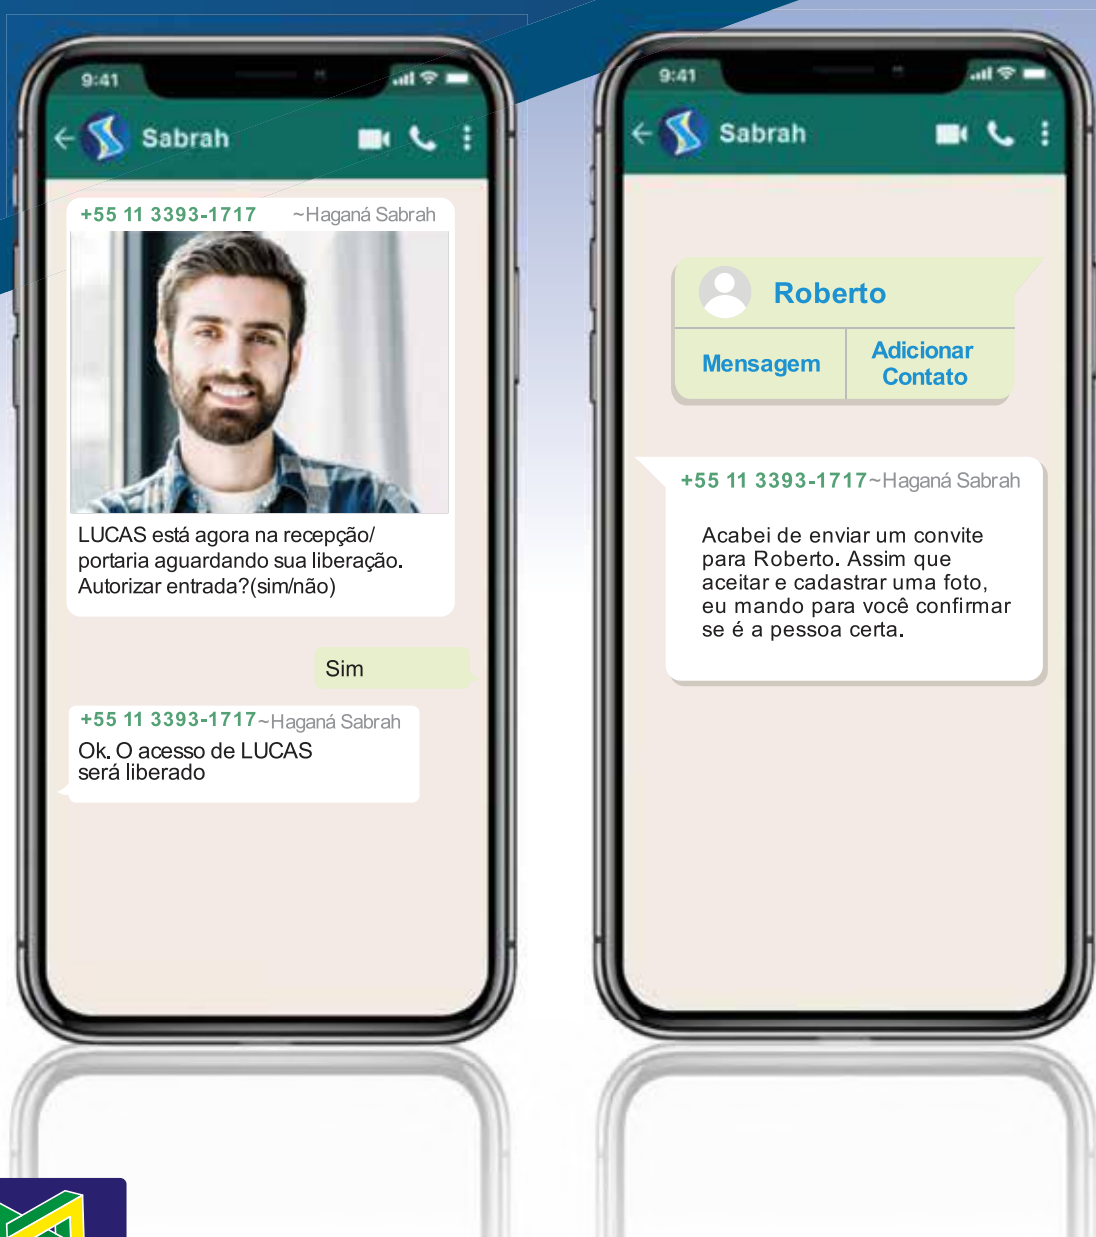 9:41
Sabrah
+55 11 3393-1717 ~Haganá Sabrah
LUCAS está agora na recepção/
portaria aguardando sua liberação.
Autorizar entrada?(sim/não)
Sim
+55 11 3393-1717~Haganá Sabrah
Ok. O acesso de LUCAS
será liberado
9:41
Sabrah
Roberto
Mensagem
Adicionar
Contato
+55 11 3393-1717~Haganá Sabrah
Acabei de enviar um convite
para Roberto. Assim que
aceitar e cadastrar uma foto,
eu mando para você confirmar
se é a pessoa certa.